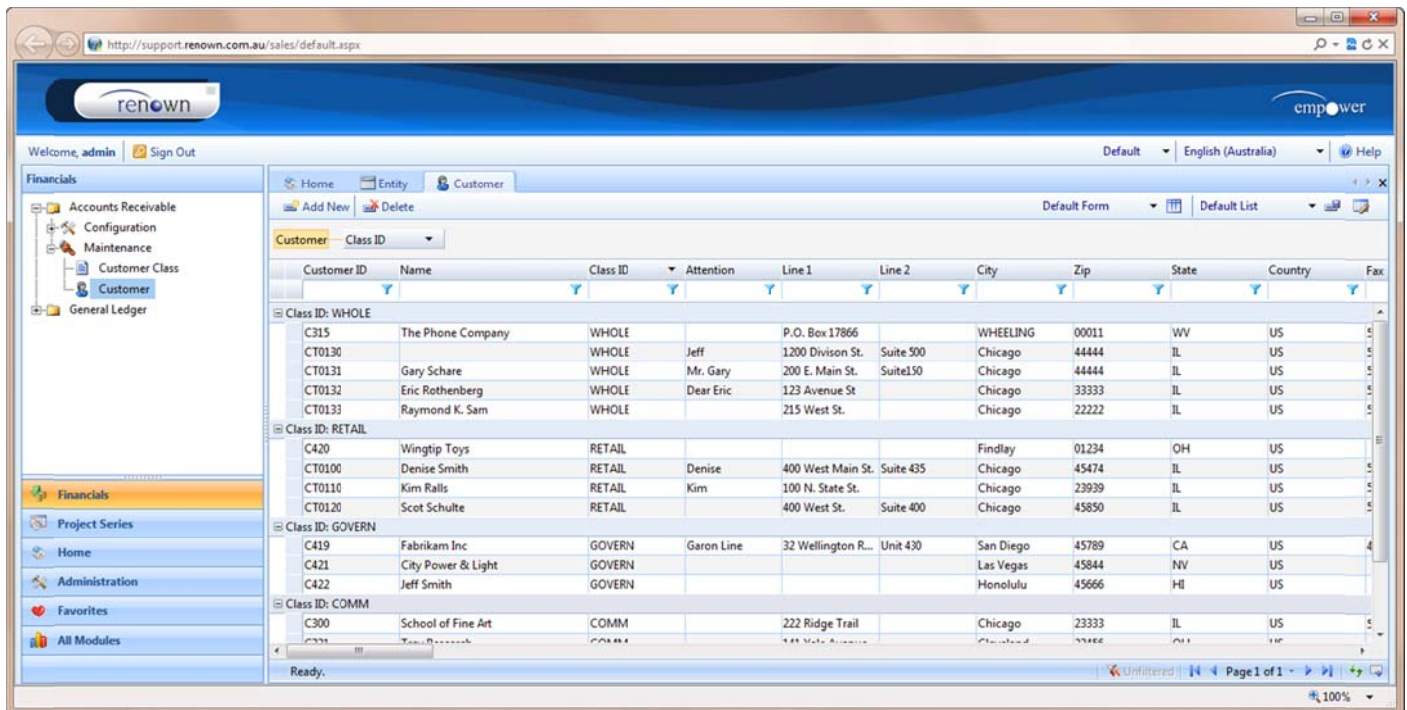 http://support.renown.com.au/sales/default.aspx
renown
empower
Welcome, admin Sign Out Default English (Australia) Help
Financials
Accounts Receivable
Configuration
Maintenance
Customer Class
Customer
General Ledger
Financials
Project Series
Home
Administration
Favorites
All Modules
Home Entity Customer
Add New Delete Default Form Default List
Customer Class ID
Customer ID Name Class ID Attention Line 1 Line 2 City Zip State Country Fax
Class ID: WHOLE
C315 The Phone Company WHOLE P.O. Box 17866 WHEELING 00011 WV US 5
CT0130 WHOLE Jeff 1200 Divison St. Suite 500 Chicago 44444 IL US 5
CT0131 Gary Schare WHOLE Mr. Gary 200 E. Main St. Suite150 Chicago 44444 IL US 5
CT0132 Eric Rothenberg WHOLE Dear Eric 123 Avenue St Chicago 33333 IL US 5
CT0133 Raymond K. Sam WHOLE 215 West St. Chicago 22222 IL US 5
Class ID: RETAIL
C420 Wingtip Toys RETAIL Findlay 01234 OH US
CT0100 Denise Smith RETAIL Denise 400 West Main St. Suite 435 Chicago 45474 IL US 5
CT0110 Kim Ralls RETAIL Kim 100 N. State St. Chicago 23939 IL US 5
CT0120 Scot Schulte RETAIL 400 West St. Suite 400 Chicago 45850 IL US 5
Class ID: GOVERN
C419 Fabrikam Inc GOVERN Garon Line 32 Wellington R... Unit 430 San Diego 45789 CA US 4
C421 City Power & Light GOVERN Las Vegas 45844 NV US
C422 Jeff Smith GOVERN Honolulu 45666 HI US
Class ID: COMM
C300 School of Fine Art COMM 222 Ridge Trail Chicago 23333 IL US 5
Ready. Unfiltered Page 1 of 1
100%